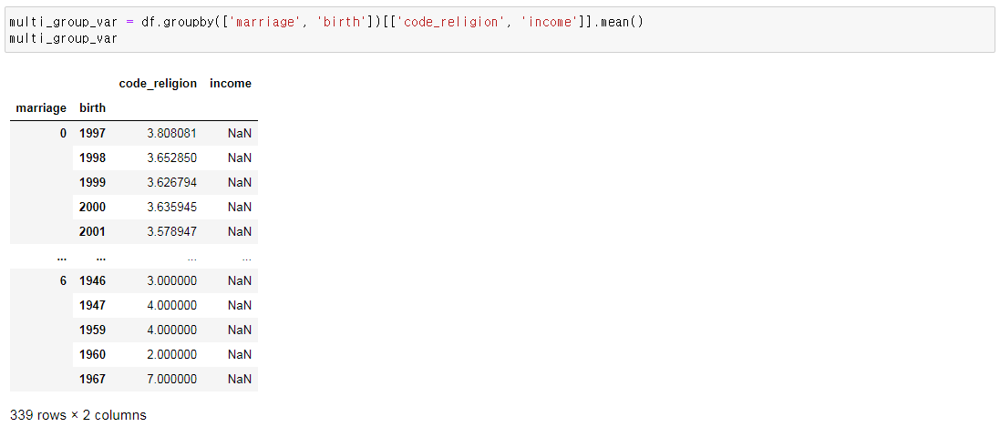 multi_group_var = df.groupby(['marriage', 'birth'])[['code_religion', 'income']].mean()
multi_group_var
code_religion income
marriage birth
0 1997 3.808081 NaN
1998 3.652850 NaN
1999 3.626794 NaN
2000 3.635945 NaN
2001 3.578947 NaN
... ... ... ...
6 1946 3.000000 NaN
1947 4.000000 NaN
1959 4.000000 NaN
1960 2.000000 NaN
1967 7.000000 NaN
339 rows × 2 columns